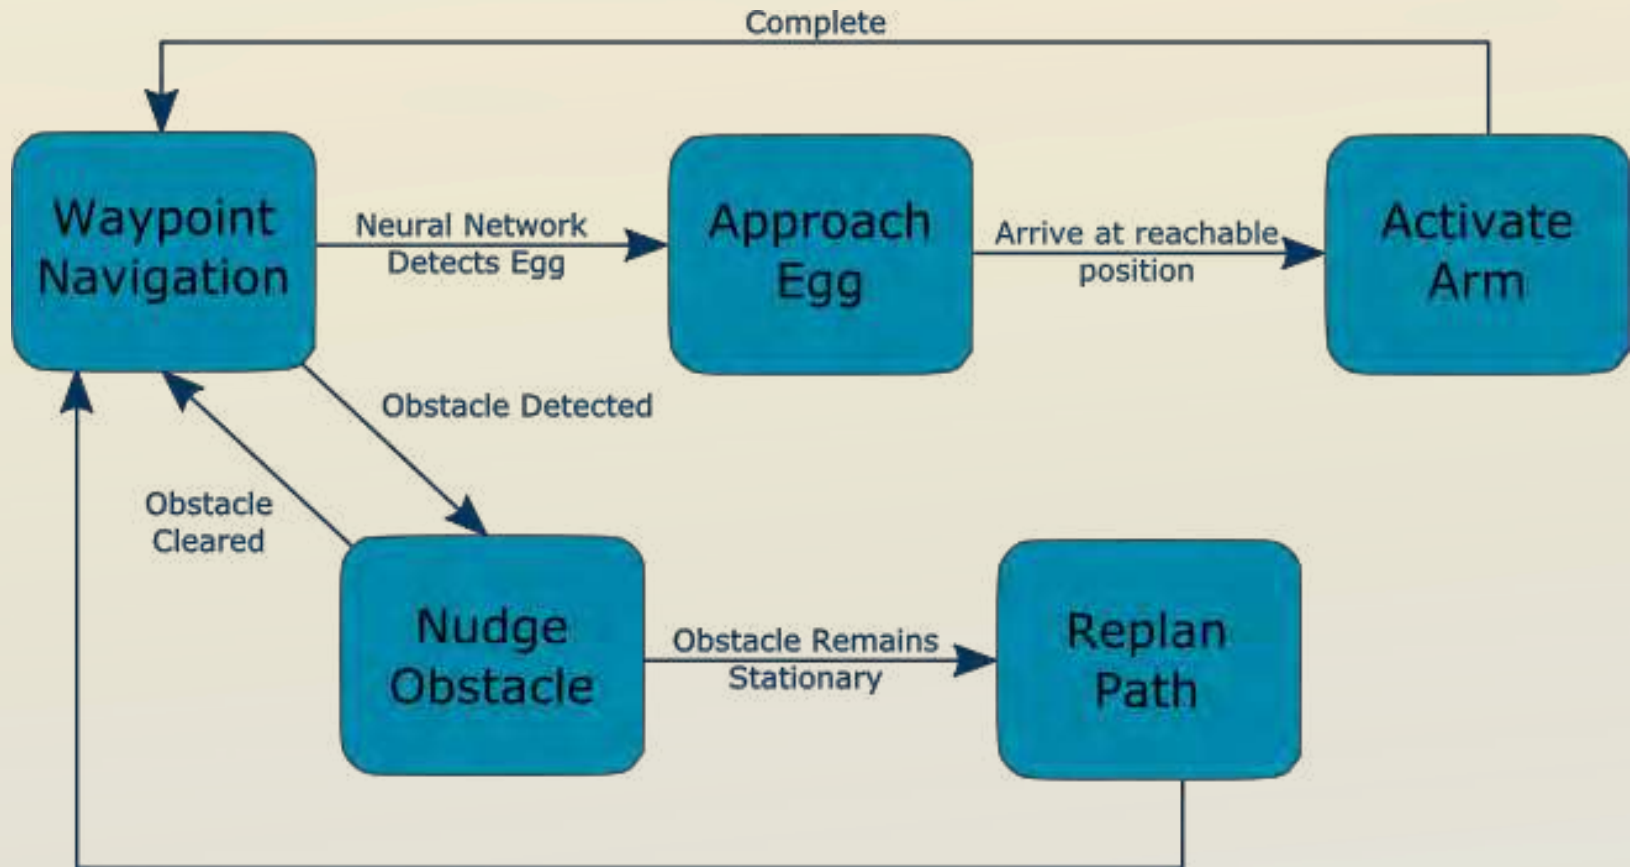 Complete
Waypoint
Navigation
Neural Network
Detects Egg
Approach
Egg
Arrive at reachable
position
Activate
Arm
Obstacle Detected
Obstacle
Cleared
Nudge
Obstacle
Obstacle Remains
Stationary
Replan
Path